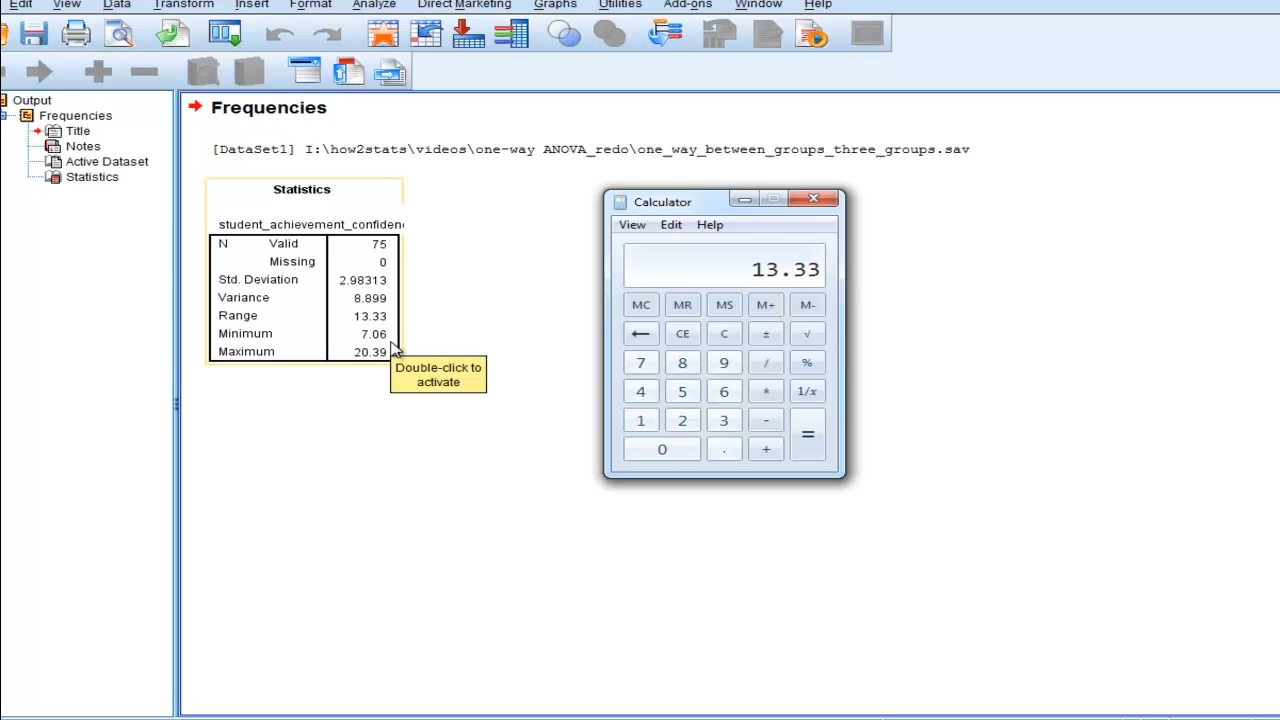 Edit View Data Transform Insert Format Analyze Direct Marketing Graphs Utilities Add-ons Window Help
Output
Frequencies
Title
Notes
Active Dataset
Statistics
Frequencies
[DataSet1] I:\how2stats\videos\one-way ANOVA_redo\one_way_between_groups_three_groups.sav
Statistics
student_achievement_confidenc
N Valid 75
Missing 0
Std. Deviation 2.98313
Variance 8.899
Range 13.33
Minimum 7.06
Maximum 20.39
Double-click to
activate
Calculator
View Edit Help
13.33
MC MR MS M+ M-
← CE C ± √
7 8 9 / %
4 5 6 * 1/x
1 2 3 - =
0 . +